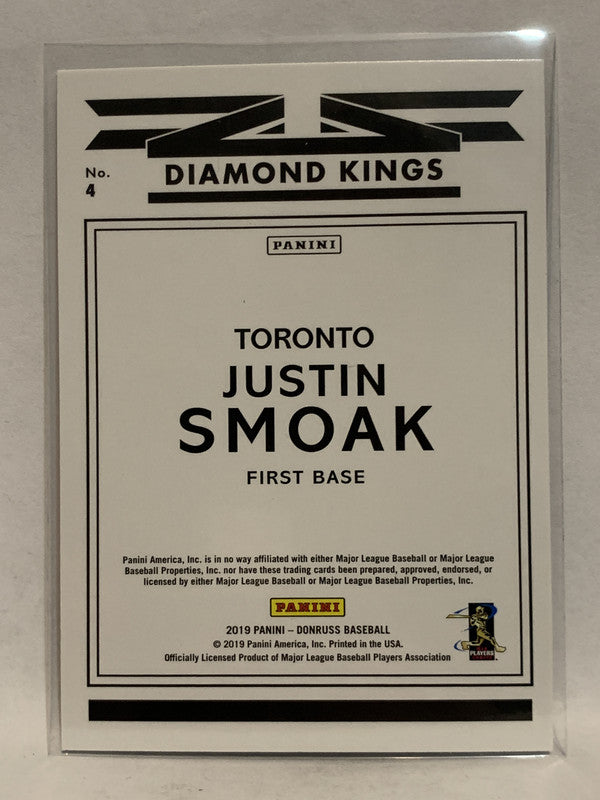 DIAMOND KINGS
No.
4
PANINI
TORONTO
JUSTIN
SMOAK
FIRST BASE
Panini America, Inc. is in no way affiliated with either Major League Baseball or Major League
Baseball Properties, Inc. nor have these trading cards been prepared, approved, endorsed, or
licensed by either Major League Baseball or Major League Baseball Properties, Inc.
PANINI
2019 PANINI – DONRUSS BASEBALL
© 2019 Panini America, Inc. Printed in the USA.
Officially Licensed Product of Major League Baseball Players Association
PLAYERS